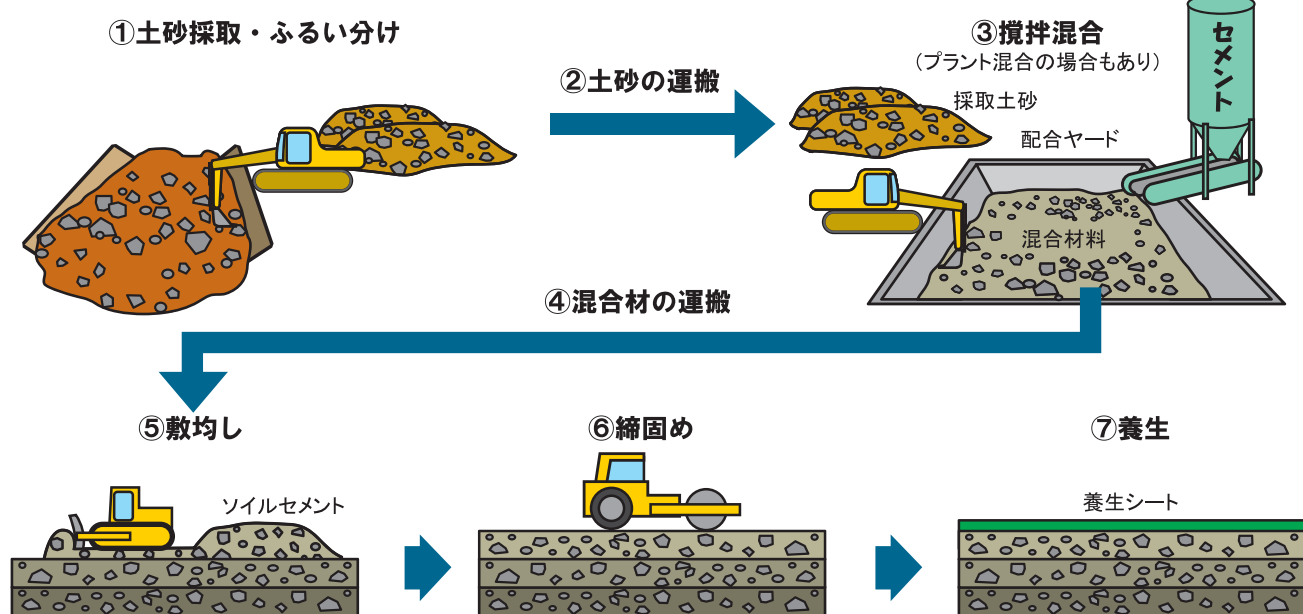 ①土砂採取・ふるい分け
②土砂の運搬
③撹拌混合
（プラント混合の場合もあり）
セメント
採取土砂
配合ヤード
混合材料
④混合材の運搬
⑤敷均し
ソイルセメント
⑥締固め
⑦養生
養生シート